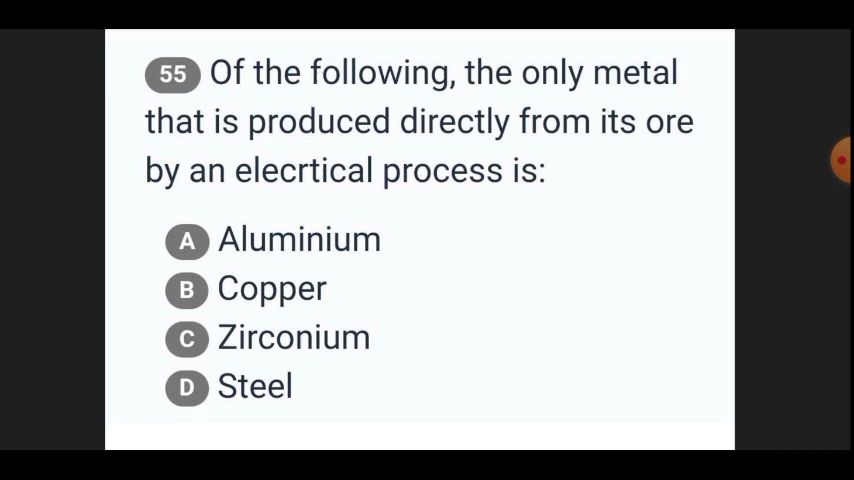 55 Of the following, the only metal
that is produced directly from its ore
by an elecrtical process is:
A Aluminium
B Copper
C Zirconium
D Steel